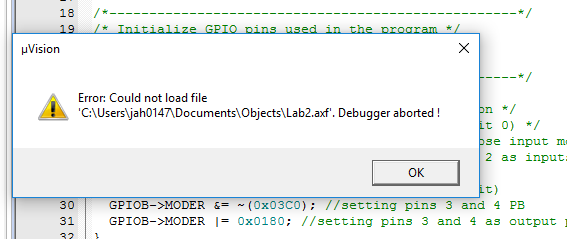 18 /*----------------------------------------------------*/
19 /* Initialize GPIO pins used in the program */
µVision
Error: Could not load file
'C:\Users\jah0147\Documents\Objects\Lab2.axf'. Debugger aborted !
OK
----*/
on */
it 0) */
ose input mo
2 as inputs
it)
30 GPIOB->MODER &= ~(0x03C0); //setting pins 3 and 4 PB
31 GPIOB->MODER |= 0x0180; //setting pins 3 and 4 as output p
32 }